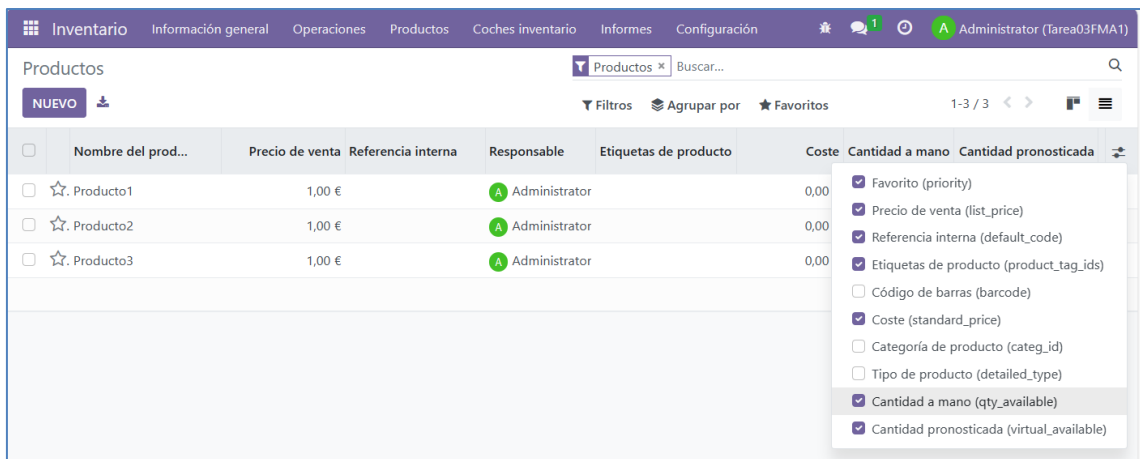 Inventario Información general Operaciones Productos Coches inventario Informes Configuración 1 A Administrator (Tarea03FMA1)
Productos Productos × Buscar...
NUEVO Filtros Agrupar por Favoritos 1-3 / 3
Nombre del prod... Precio de venta Referencia interna Responsable Etiquetas de producto Coste Cantidad a mano Cantidad pronosticada
Producto1 1,00 € A Administrator 0,00
Producto2 1,00 € A Administrator 0,00
Producto3 1,00 € A Administrator 0,00
Favorito (priority)
Precio de venta (list_price)
Referencia interna (default_code)
Etiquetas de producto (product_tag_ids)
Código de barras (barcode)
Coste (standard_price)
Categoría de producto (categ_id)
Tipo de producto (detailed_type)
Cantidad a mano (qty_available)
Cantidad pronosticada (virtual_available)